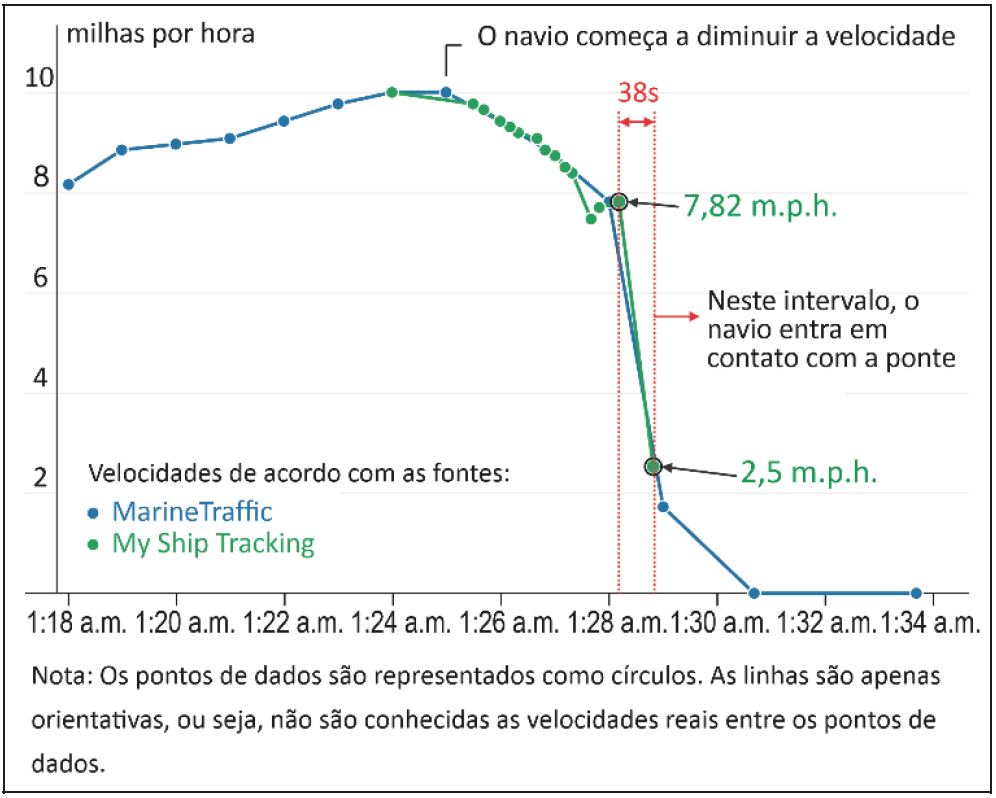 milhas por hora
O navio começa a diminuir a velocidade
10
38s
8
7,82 m.p.h.
6
Neste intervalo, o
navio entra em
contato com a ponte
4
Velocidades de acordo com as fontes:
2
2,5 m.p.h.
MarineTraffic
My Ship Tracking
1:18 a.m. 1:20 a.m. 1:22 a.m. 1:24 a.m. 1:26 a.m. 1:28 a.m. 1:30 a.m. 1:32 a.m. 1:34 a.m.
Nota: Os pontos de dados são representados como círculos. As linhas são apenas
orientativas, ou seja, não são conhecidas as velocidades reais entre os pontos de
dados.